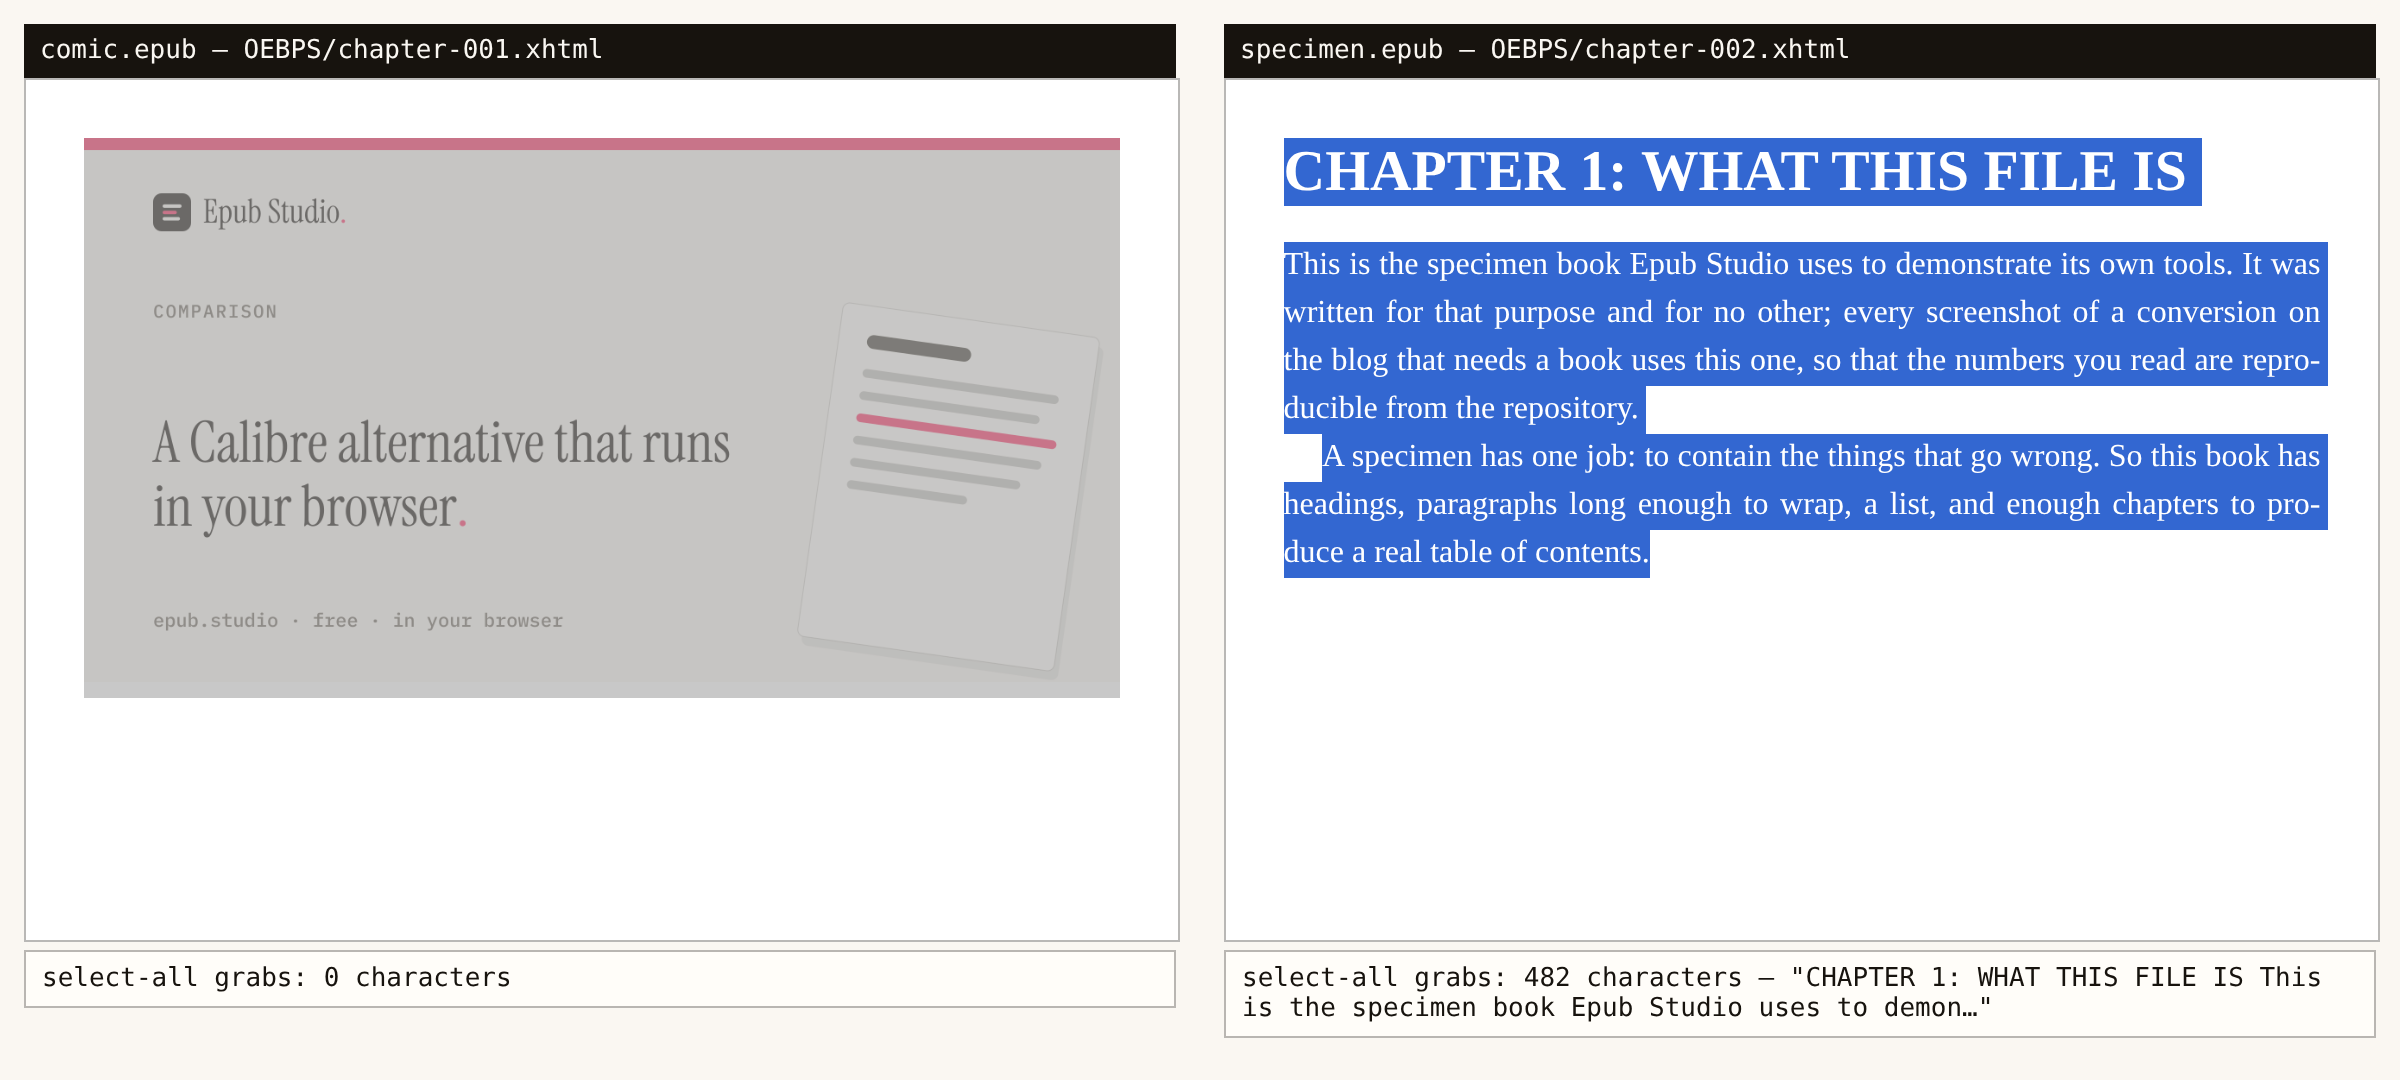 comic.epub — OEBPS/chapter-001.xhtml
Epub Studio.
COMPARISON
A Calibre alternative that runs
in your browser.
epub.studio · free · in your browser
select-all grabs: 0 characters
specimen.epub — OEBPS/chapter-002.xhtml
CHAPTER 1: WHAT THIS FILE IS
This is the specimen book Epub Studio uses to demonstrate its own tools. It was
written for that purpose and for no other; every screenshot of a conversion on
the blog that needs a book uses this one, so that the numbers you read are repro-
ducible from the repository.
A specimen has one job: to contain the things that go wrong. So this book has
headings, paragraphs long enough to wrap, a list, and enough chapters to pro-
duce a real table of contents.
select-all grabs: 482 characters — "CHAPTER 1: WHAT THIS FILE IS This
is the specimen book Epub Studio uses to demon…"